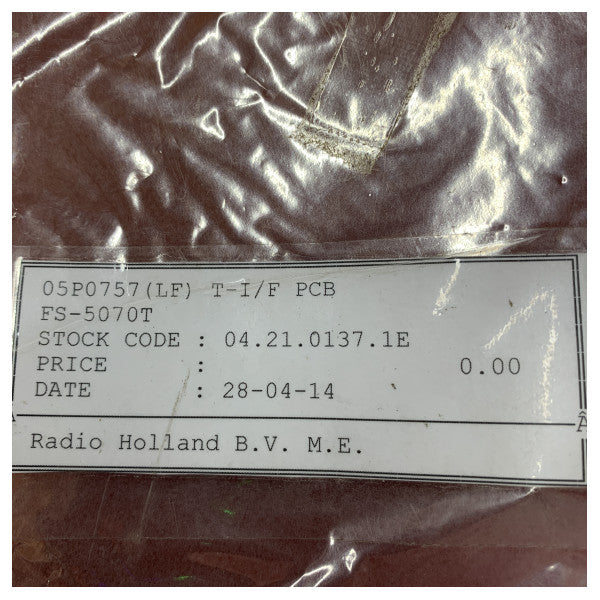 05P0757(LF) T-I/F PCB
FS-5070T
STOCK CODE : 04.21.0137.1E
PRICE : 0.00
DATE : 28-04-14
Radio Holland B.V. M.E.